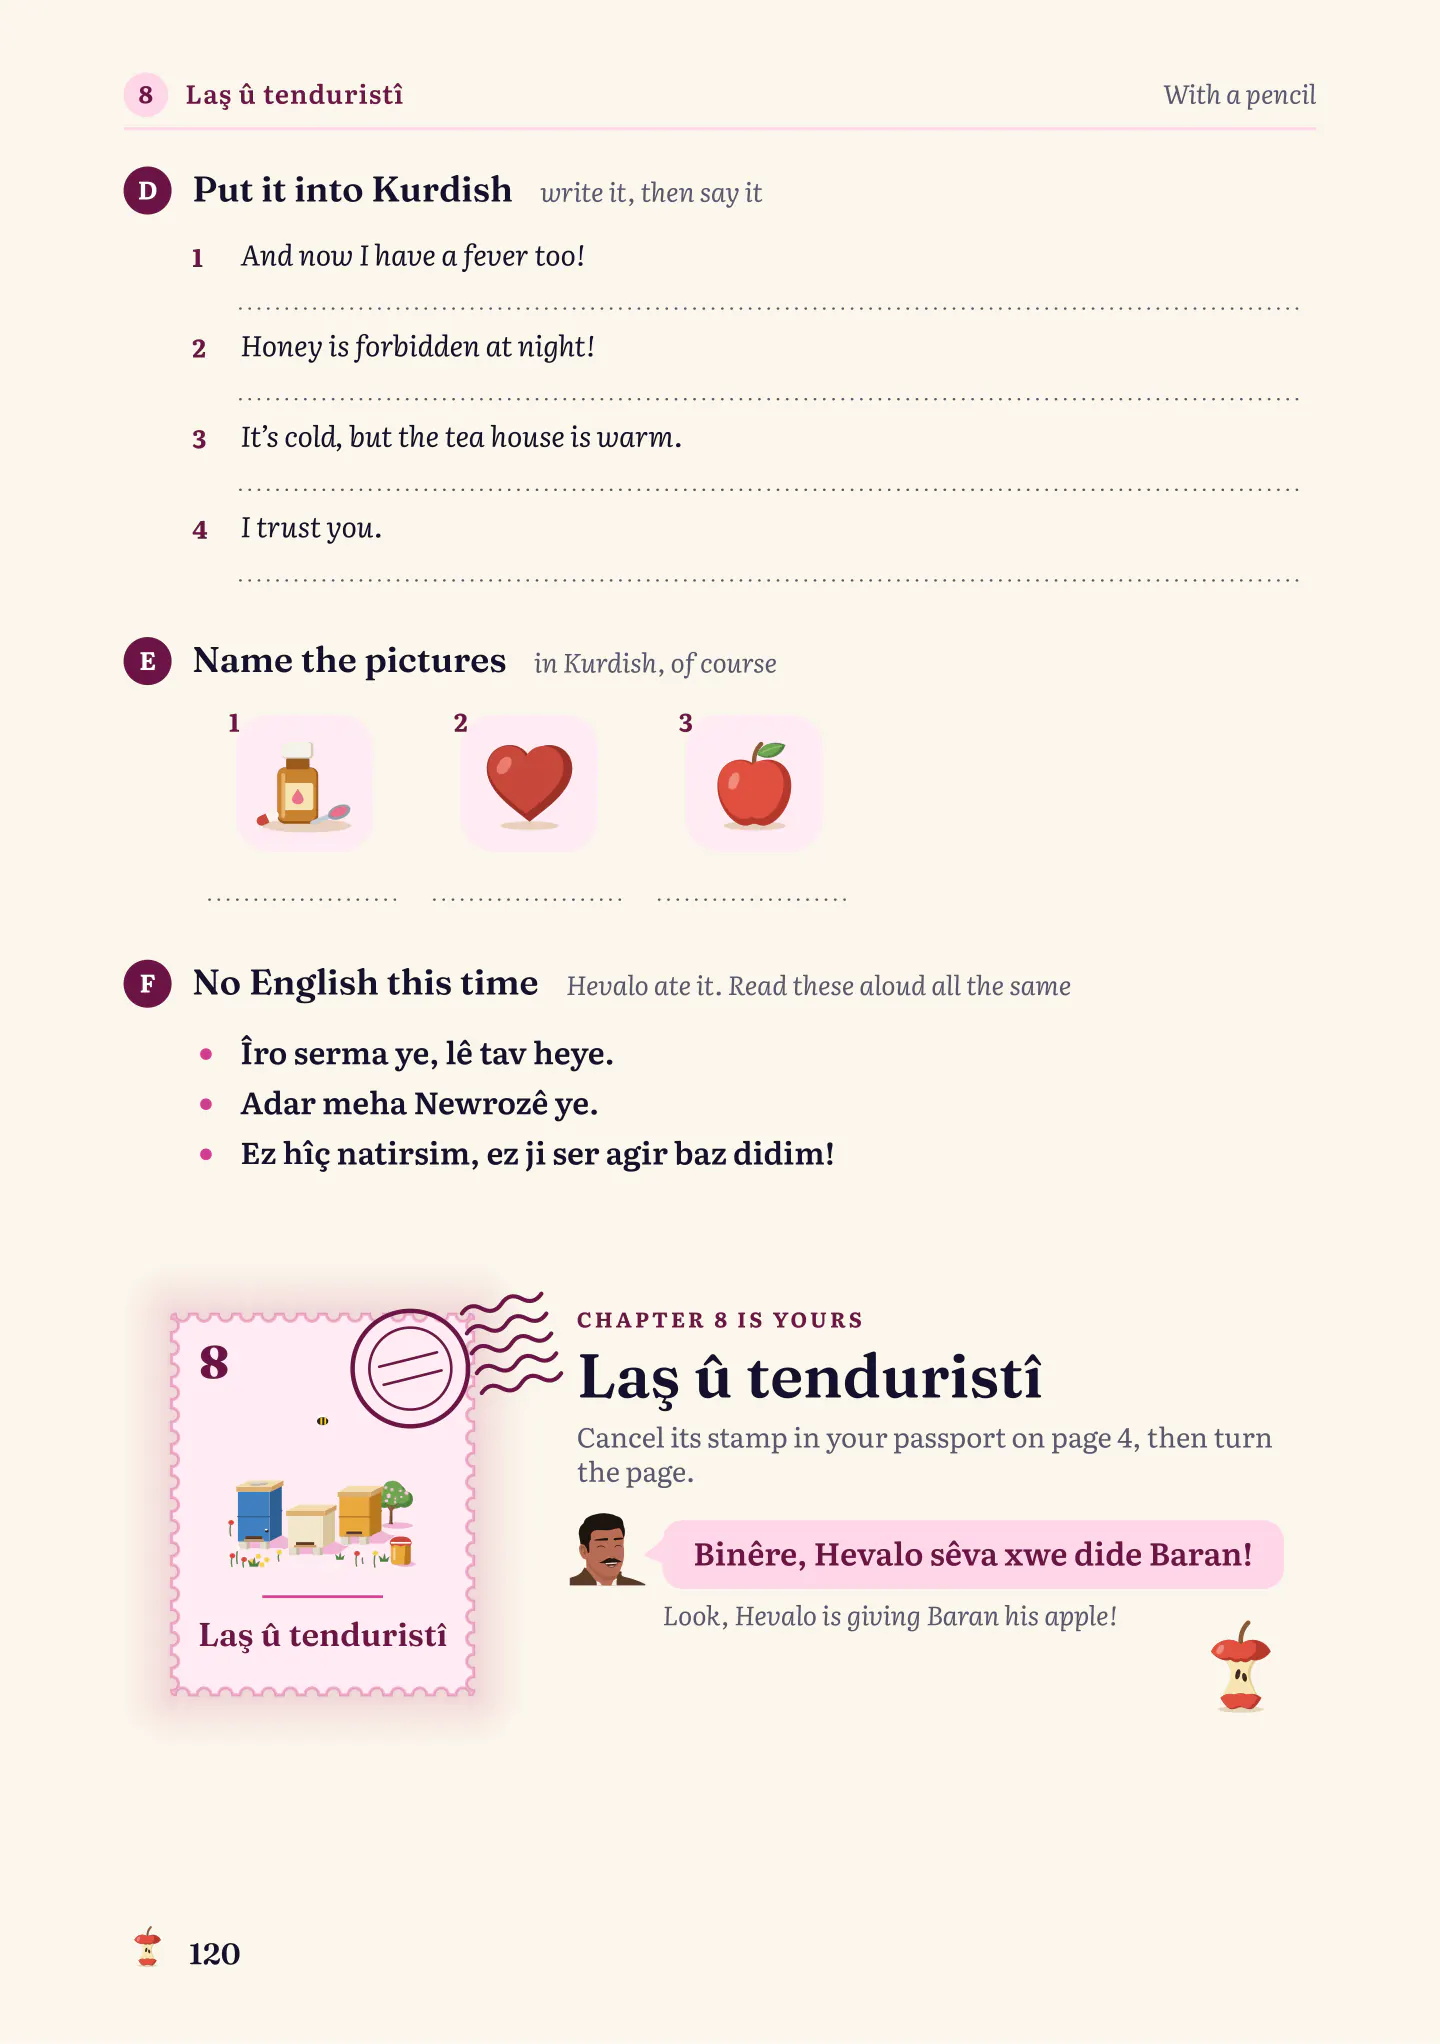 8 Laş û tenduristî With a pencil
D Put it into Kurdish write it, then say it
1 And now I have a fever too!
2 Honey is forbidden at night!
3 It’s cold, but the tea house is warm.
4 I trust you.
E Name the pictures in Kurdish, of course
1 2 3
F No English this time Hevalo ate it. Read these aloud all the same
• Îro serma ye, lê tav heye.
• Adar meha Newrozê ye.
• Ez hîç natirsim, ez ji ser agir baz didim!
8
Laş û tenduristî
CHAPTER 8 IS YOURS
Laş û tenduristî
Cancel its stamp in your passport on page 4, then turn
the page.
Binêre, Hevalo sêva xwe dide Baran!
Look, Hevalo is giving Baran his apple!
120